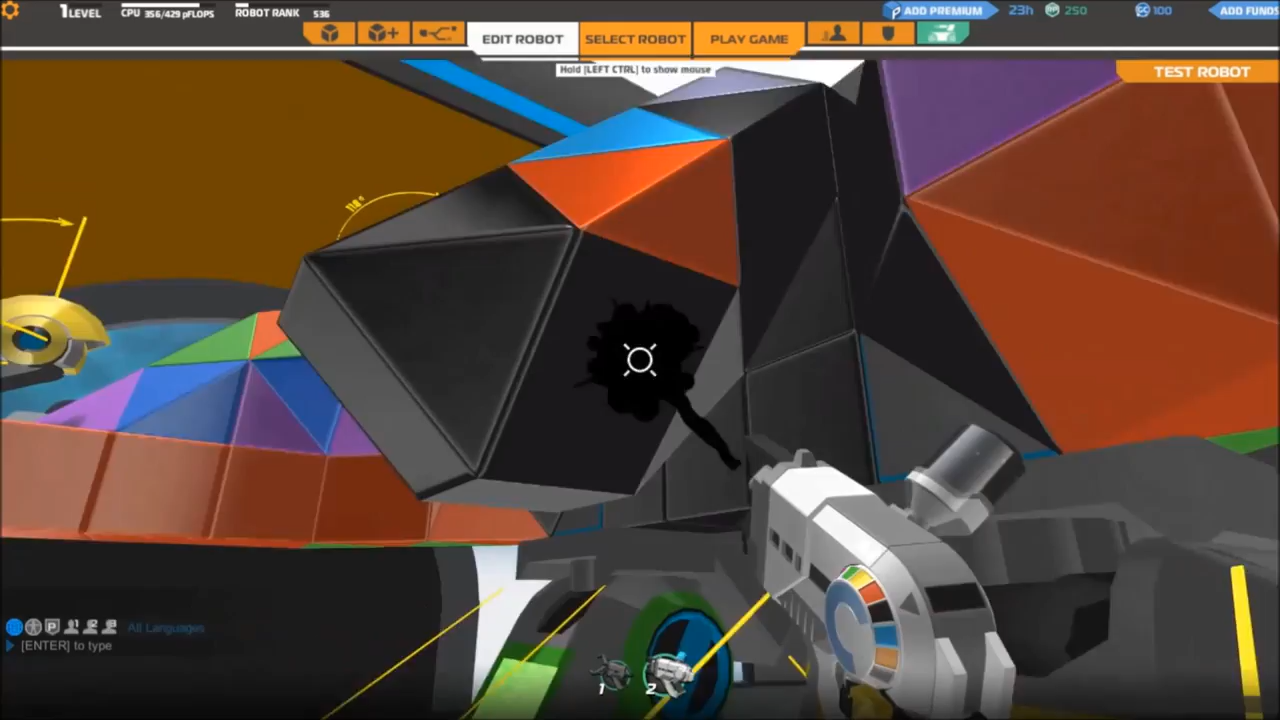 1 LEVEL
CPU 356/429 pFLOPS
ROBOT RANK 536
ADD PREMIUM
23h
250
100
ADD FUNDS
EDIT ROBOT
SELECT ROBOT
PLAY GAME
Hold [LEFT CTRL] to show mouse
TEST ROBOT
All Languages
[ENTER] to type
1
2